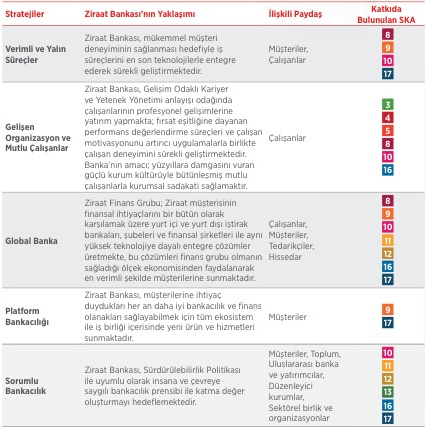 Stratejiler
Ziraat Bankası'nın Yaklaşımı
İlişkili Paydaş
Katkıda
Bulunulan SKA
Verimli ve Yalın
Süreçler
Ziraat Bankası, mükemmel müşteri
deneyiminin sağlanması hedefiyle iş
süreçlerini en son teknolojilerle entegre
ederek sürekli geliştirmektedir.
Müşteriler,
Çalışanlar
8
9
10
17
Gelişen
Organizasyon ve
Mutlu Çalışanlar
Ziraat Bankası, Gelişim Odaklı Kariyer
ve Yetenek Yönetimi anlayışı odağında
çalışanlarının profesyonel gelişimlerine
yatırım yapmakta; fırsat eşitliğine dayanan
performans değerlendirme süreçleri ve çalışan
motivasyonunu artırıcı uygulamalarla birlikte
çalışan deneyimini sürekli geliştirmektedir.
Banka'nın amacı; yüzyıllara damgasını vuran
güçlü kurum kültürüyle bütünleşmiş mutlu
çalışanlarla kurumsal sadakati sağlamaktır.
Çalışanlar
3
4
5
8
10
16
Global Banka
Ziraat Finans Grubu; Ziraat müşterisinin
finansal ihtiyaçlarını bir bütün olarak
karşılamak üzere yurt içi ve yurt dışı iştirak
bankaları, şubeleri ve finansal şirketleri ile aynı
yüksek teknolojiye dayalı entegre çözümler
üretmekte, bu çözümleri finans grubu olmanın
sağladığı ölçek ekonomisinden faydalanarak
en verimli şekilde müşterilerine sunmaktadır.
Çalışanlar,
Müşteriler,
Tedarikçiler,
Hissedar
8
9
10
11
12
16
17
Platform
Bankacılığı
Ziraat Bankası, müşterilerine ihtiyaç
duydukları her an daha iyi bankacılık ve finans
olanakları sağlayabilmek için tüm ekosistem
ile iş birliği içerisinde yeni ürün ve hizmetleri
sunmaktadır.
Müşteriler
9
17
Sorumlu
Bankacılık
Ziraat Bankası, Sürdürülebilirlik Politikası
ile uyumlu olarak insana ve çevreye
saygılı bankacılık prensibi ile katma değer
oluşturmayı hedeflemektedir.
Müşteriler, Toplum,
Uluslararası banka
ve yatırımcılar,
Düzenleyici
kurumlar,
Sektörel birlik ve
organizasyonlar
10
11
12
13
16
17